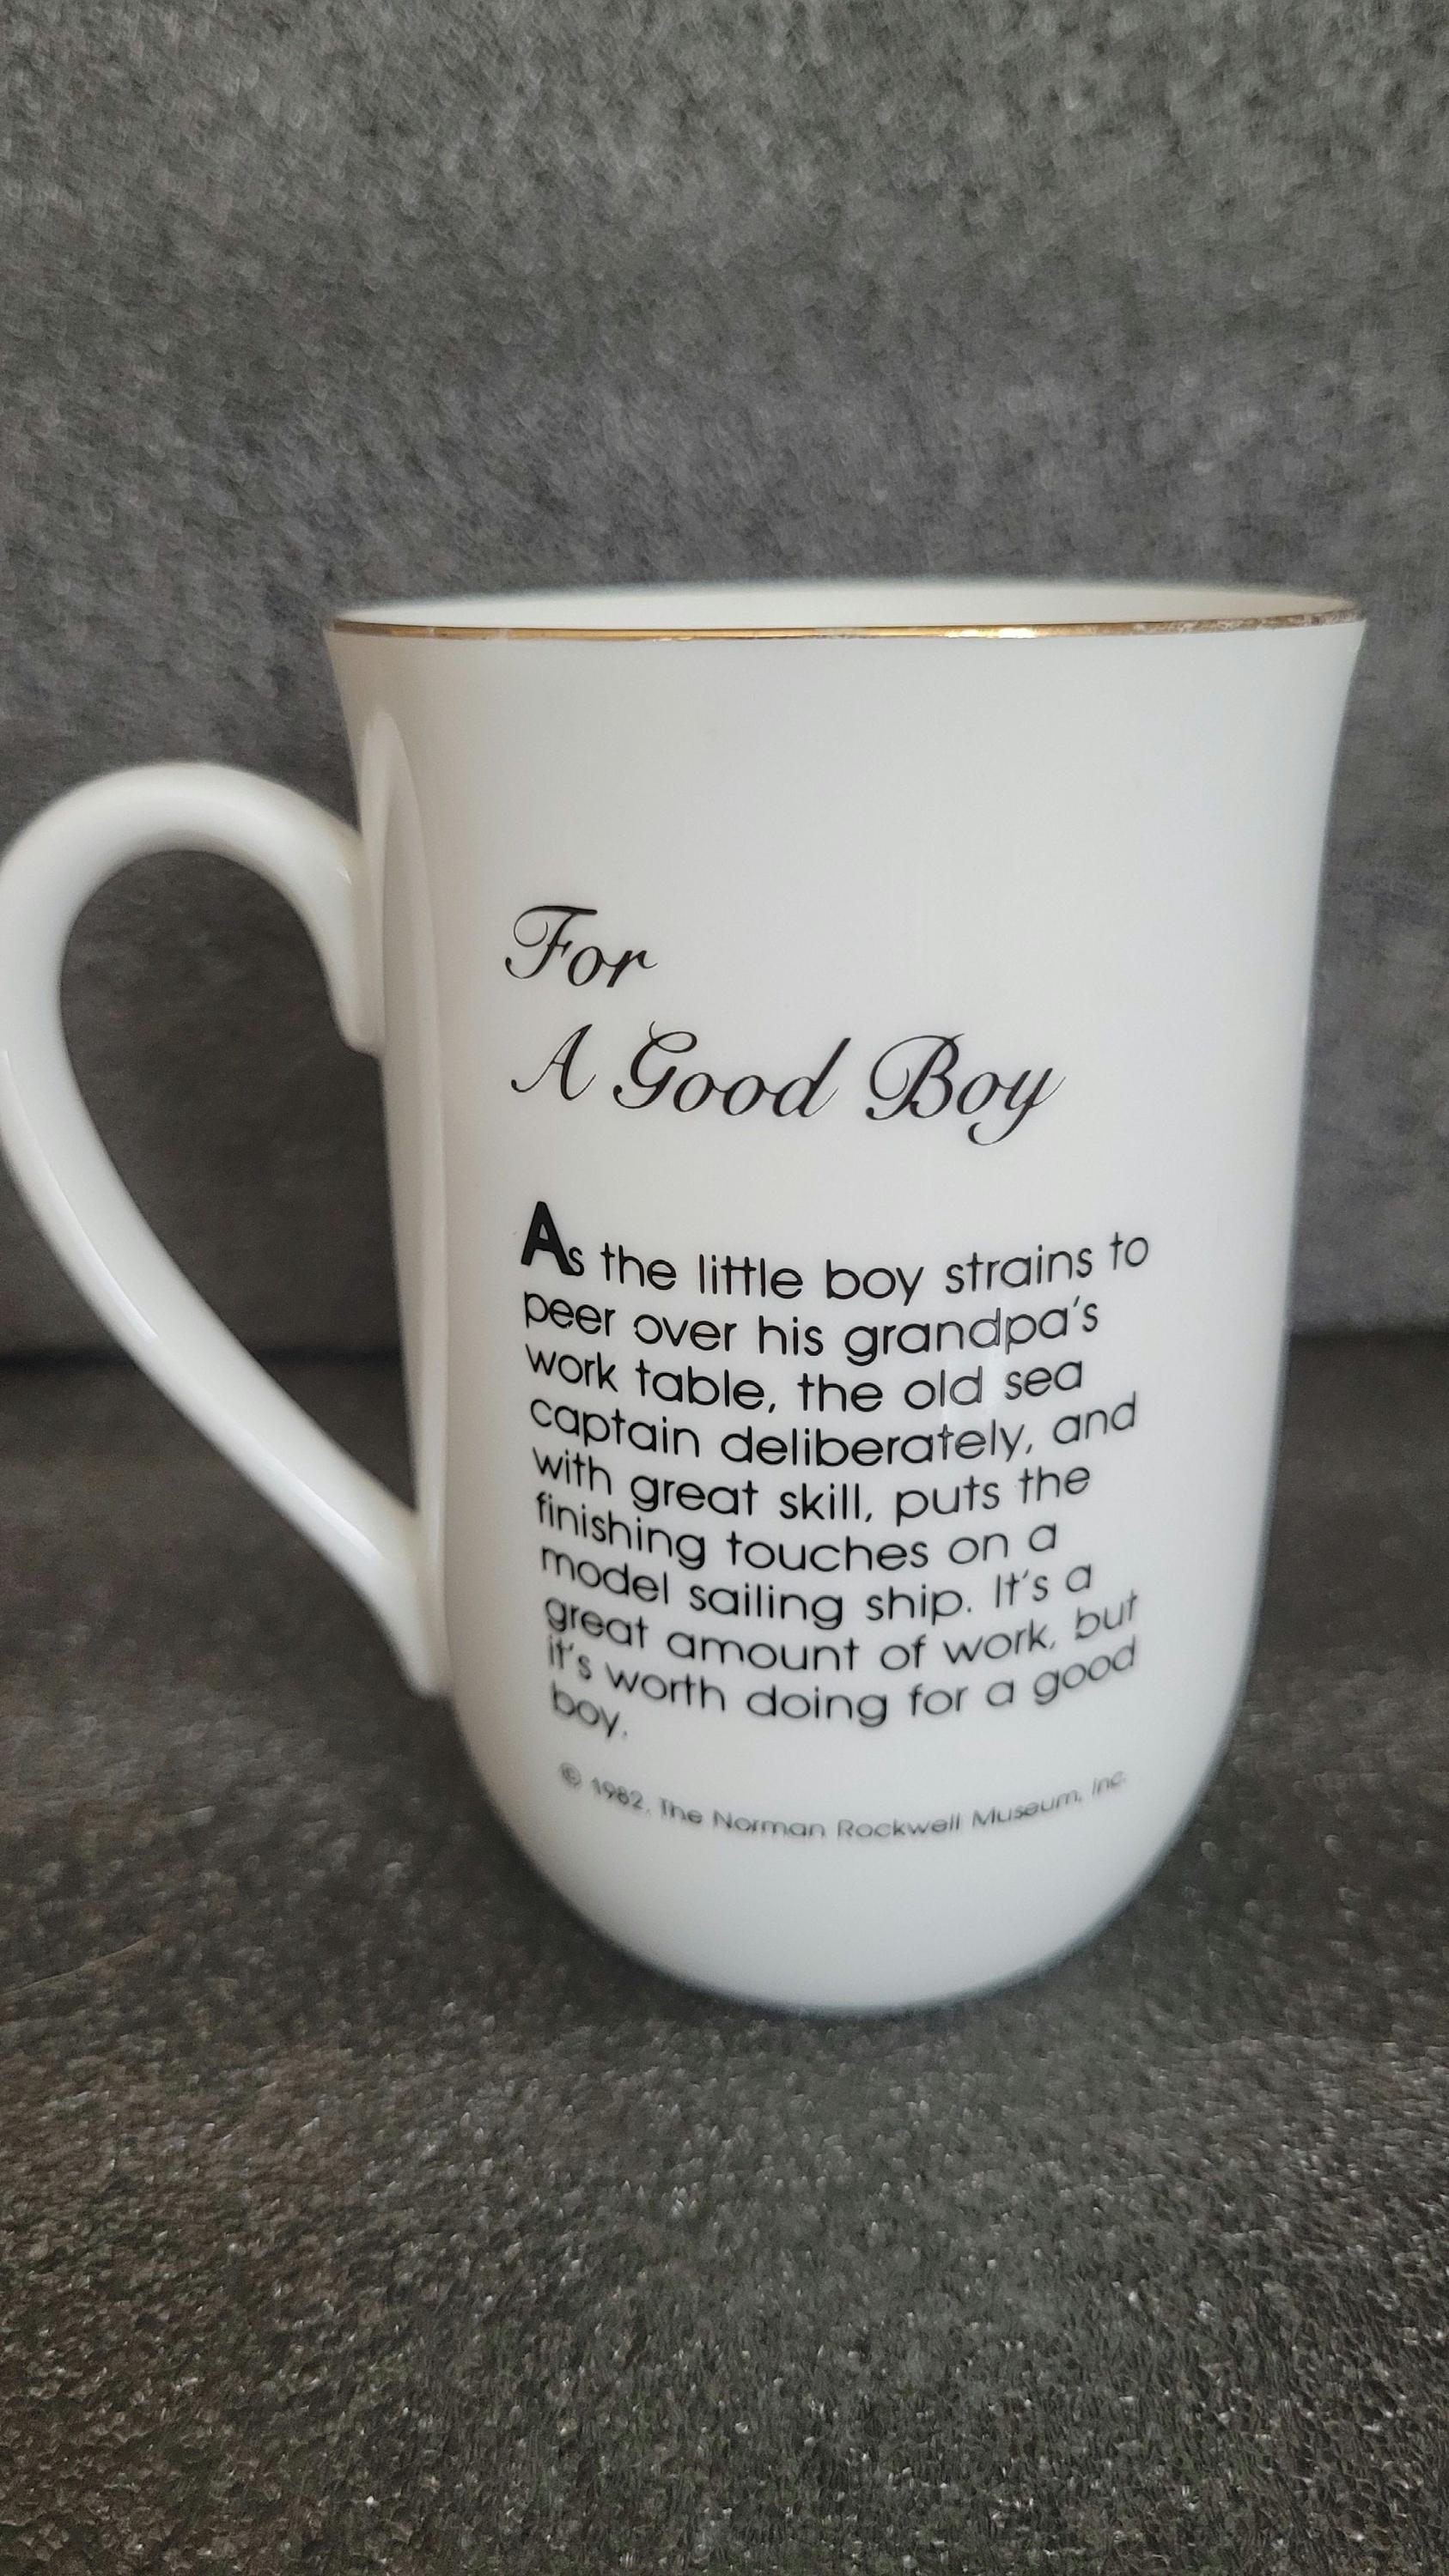 For
A Good Boy
As the little boy strains to
peer over his grandpa's
work table, the old sea
captain deliberately, and
with great skill, puts the
finishing touches on a
model sailing ship. It's a
great amount of work, but
it's worth doing for a good
boy.
© 1982, The Norman Rockwell Museum, Inc.